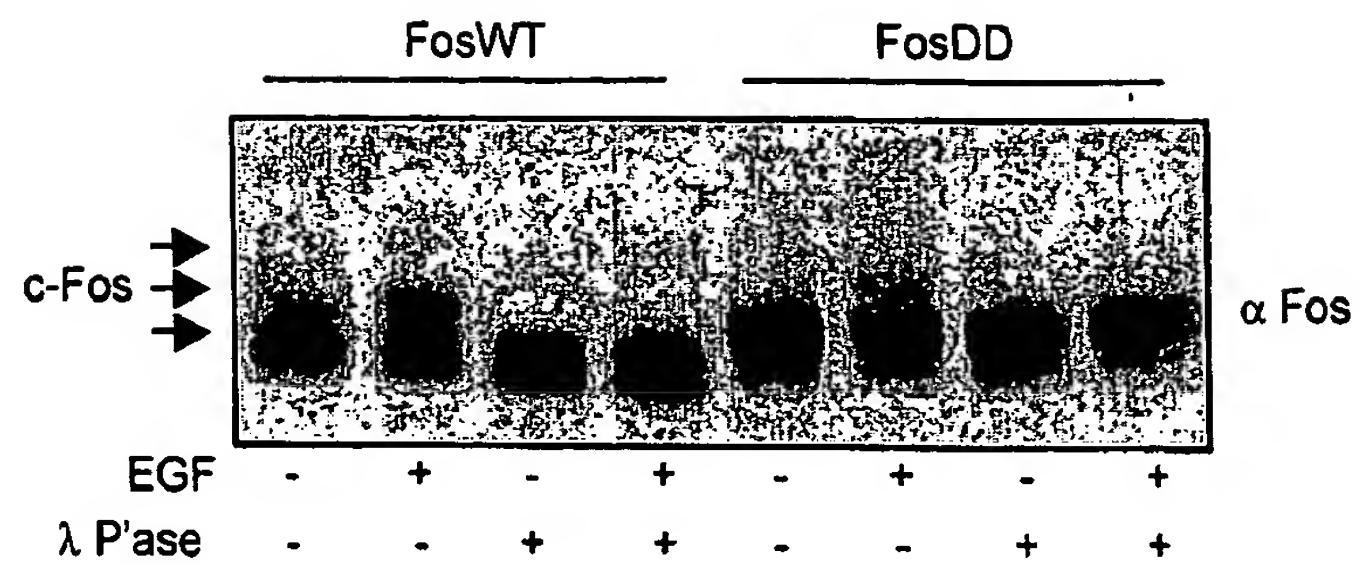 FosWT FosDD
c-Fos α Fos
EGF - + - + - + - +
λ P'ase - - + + - - + +